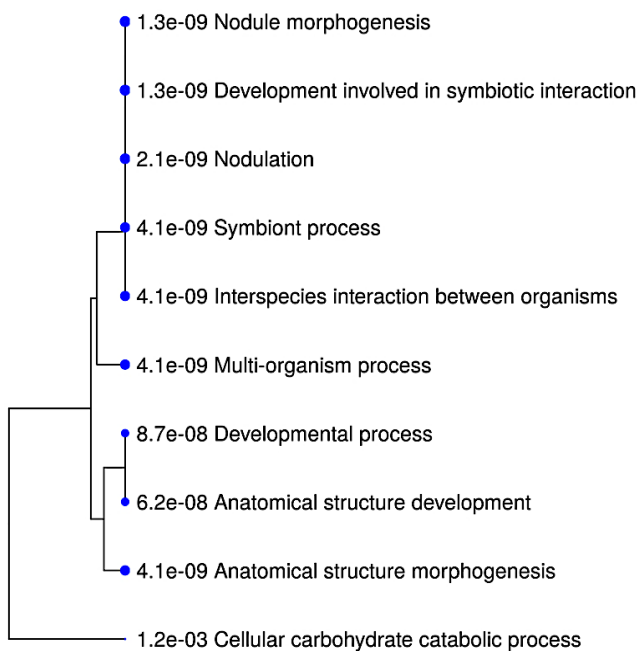 1.3e-09 Nodule morphogenesis
1.3e-09 Development involved in symbiotic interaction
2.1e-09 Nodulation
4.1e-09 Symbiont process
4.1e-09 Interspecies interaction between organisms
4.1e-09 Multi-organism process
8.7e-08 Developmental process
6.2e-08 Anatomical structure development
4.1e-09 Anatomical structure morphogenesis
1.2e-03 Cellular carbohydrate catabolic process